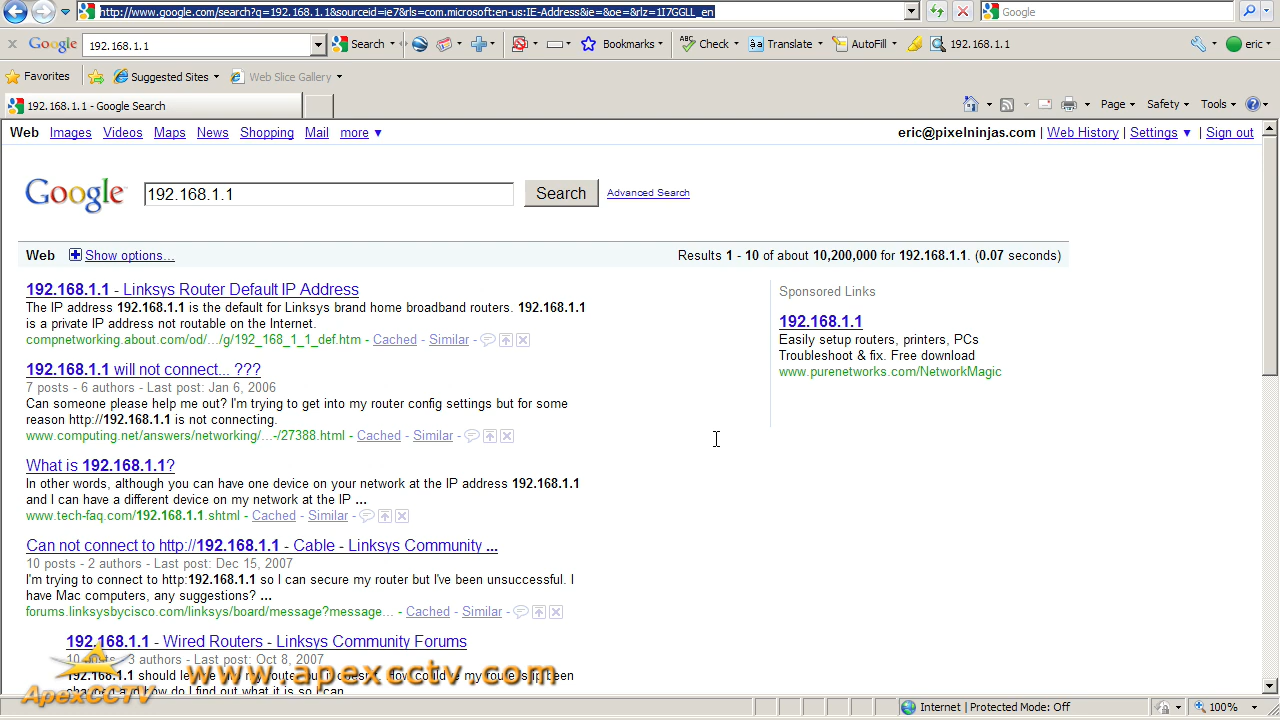 http://www.google.com/search?q=192.168.1.1&sourceid=ie7&rls=com.microsoft:en-us:IE-Address&ie=&oe=&rlz=1I7GGLL_en
Google
Google 192.168.1.1 Search Bookmarks Check Translate AutoFill 192.168.1.1 eric
Favorites Suggested Sites Web Slice Gallery
192.168.1.1 - Google Search Page Safety Tools
Web Images Videos Maps News Shopping Mail more ▼ eric@pixelninjas.com | Web History | Settings ▼ | Sign out
Google 192.168.1.1 Search Advanced Search
Web Show options... Results 1 - 10 of about 10,200,000 for 192.168.1.1. (0.07 seconds)
192.168.1.1 - Linksys Router Default IP Address
The IP address 192.168.1.1 is the default for Linksys brand home broadband routers. 192.168.1.1
is a private IP address not routable on the Internet.
compnetworking.about.com/od/.../g/192_168_1_1_def.htm - Cached - Similar -
192.168.1.1 will not connect... ???
7 posts - 6 authors - Last post: Jan 6, 2006
Can someone please help me out? I'm trying to get into my router config settings but for some
reason http://192.168.1.1 is not connecting.
www.computing.net/answers/networking/...-/27388.html - Cached - Similar -
What is 192.168.1.1?
In other words, although you can have one device on your network at the IP address 192.168.1.1
and I can have a different device on my network at the IP ...
www.tech-faq.com/192.168.1.1.shtml - Cached - Similar -
Can not connect to http://192.168.1.1 - Cable - Linksys Community ...
10 posts - 2 authors - Last post: Dec 15, 2007
I'm trying to connect to http:192.168.1.1 so I can secure my router but I've been unsuccessful. I
have Mac computers, any suggestions? ...
forums.linksysbycisco.com/linksys/board/message?message... - Cached - Similar -
192.168.1.1 - Wired Routers - Linksys Community Forums
10 posts - 3 authors - Last post: Oct 8, 2007
192.168.1.1 should let me into my router but it doesn't. How could
been
and how do I find out what it is so I can
Sponsored Links
192.168.1.1
Easily setup routers, printers, PCs
Troubleshoot & fix. Free download
www.purenetworks.com/NetworkMagic
ApexCCTV
www.apexcctv.com
Internet | Protected Mode: Off 100%